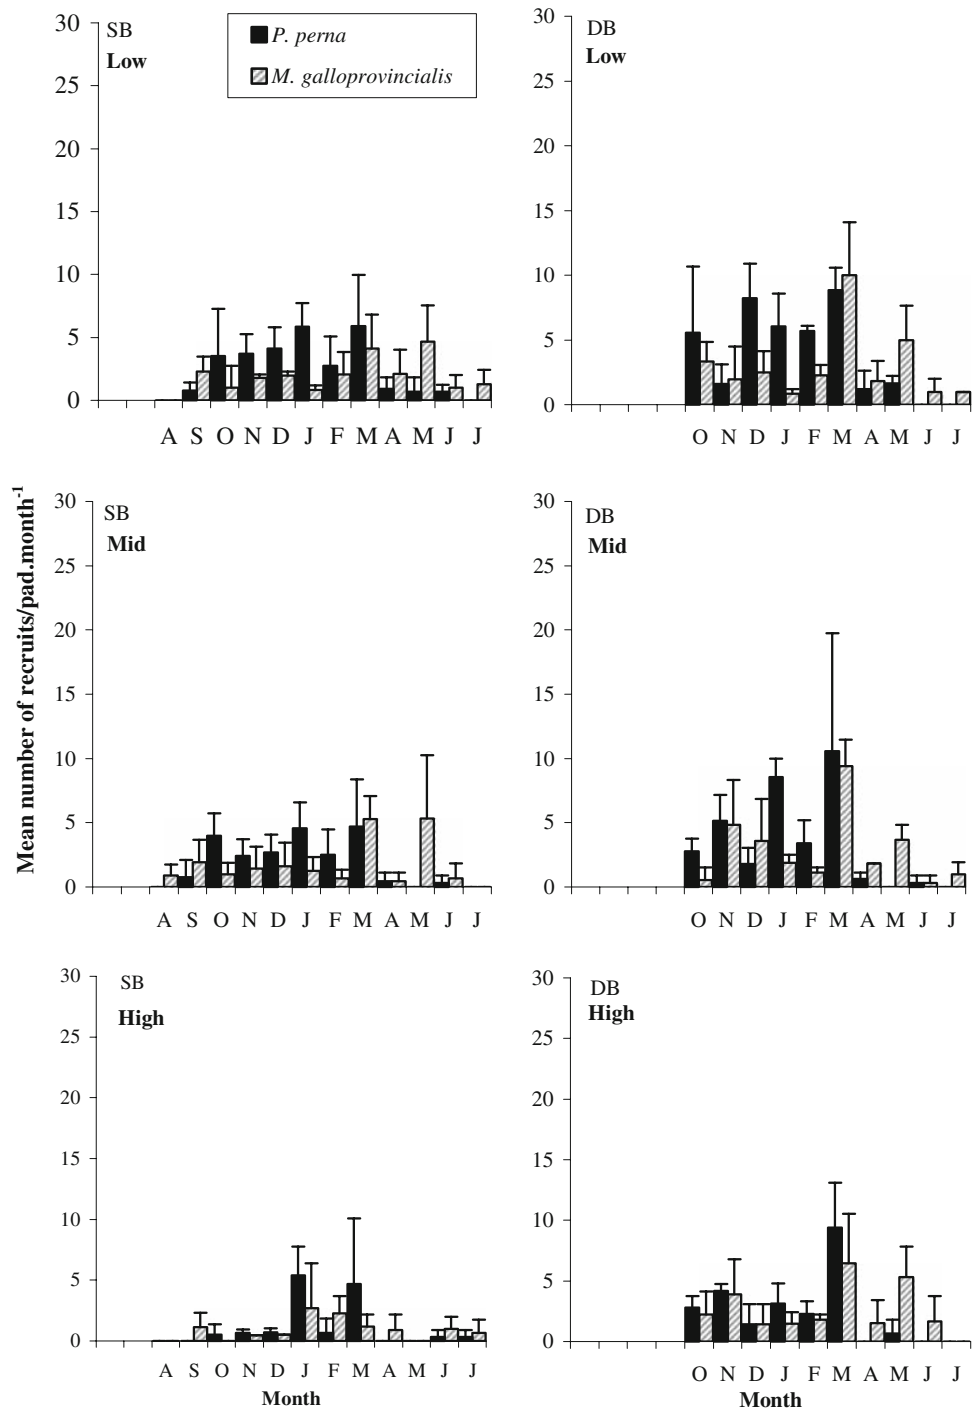 SB
Low
P. perna
M. galloprovincialis
30
25
20
15
10
5
0
A S O N D J F M A M J J
DB
Low
30
25
20
15
10
5
0
O N D J F M A M J J
Mean number of recruits/pad.month-1
SB
Mid
30
25
20
15
10
5
0
A S O N D J F M A M J J
DB
Mid
30
25
20
15
10
5
0
O N D J F M A M J J
SB
High
30
25
20
15
10
5
0
A S O N D J F M A M J J
Month
DB
High
30
25
20
15
10
5
0
O N D J F M A M J J
Month